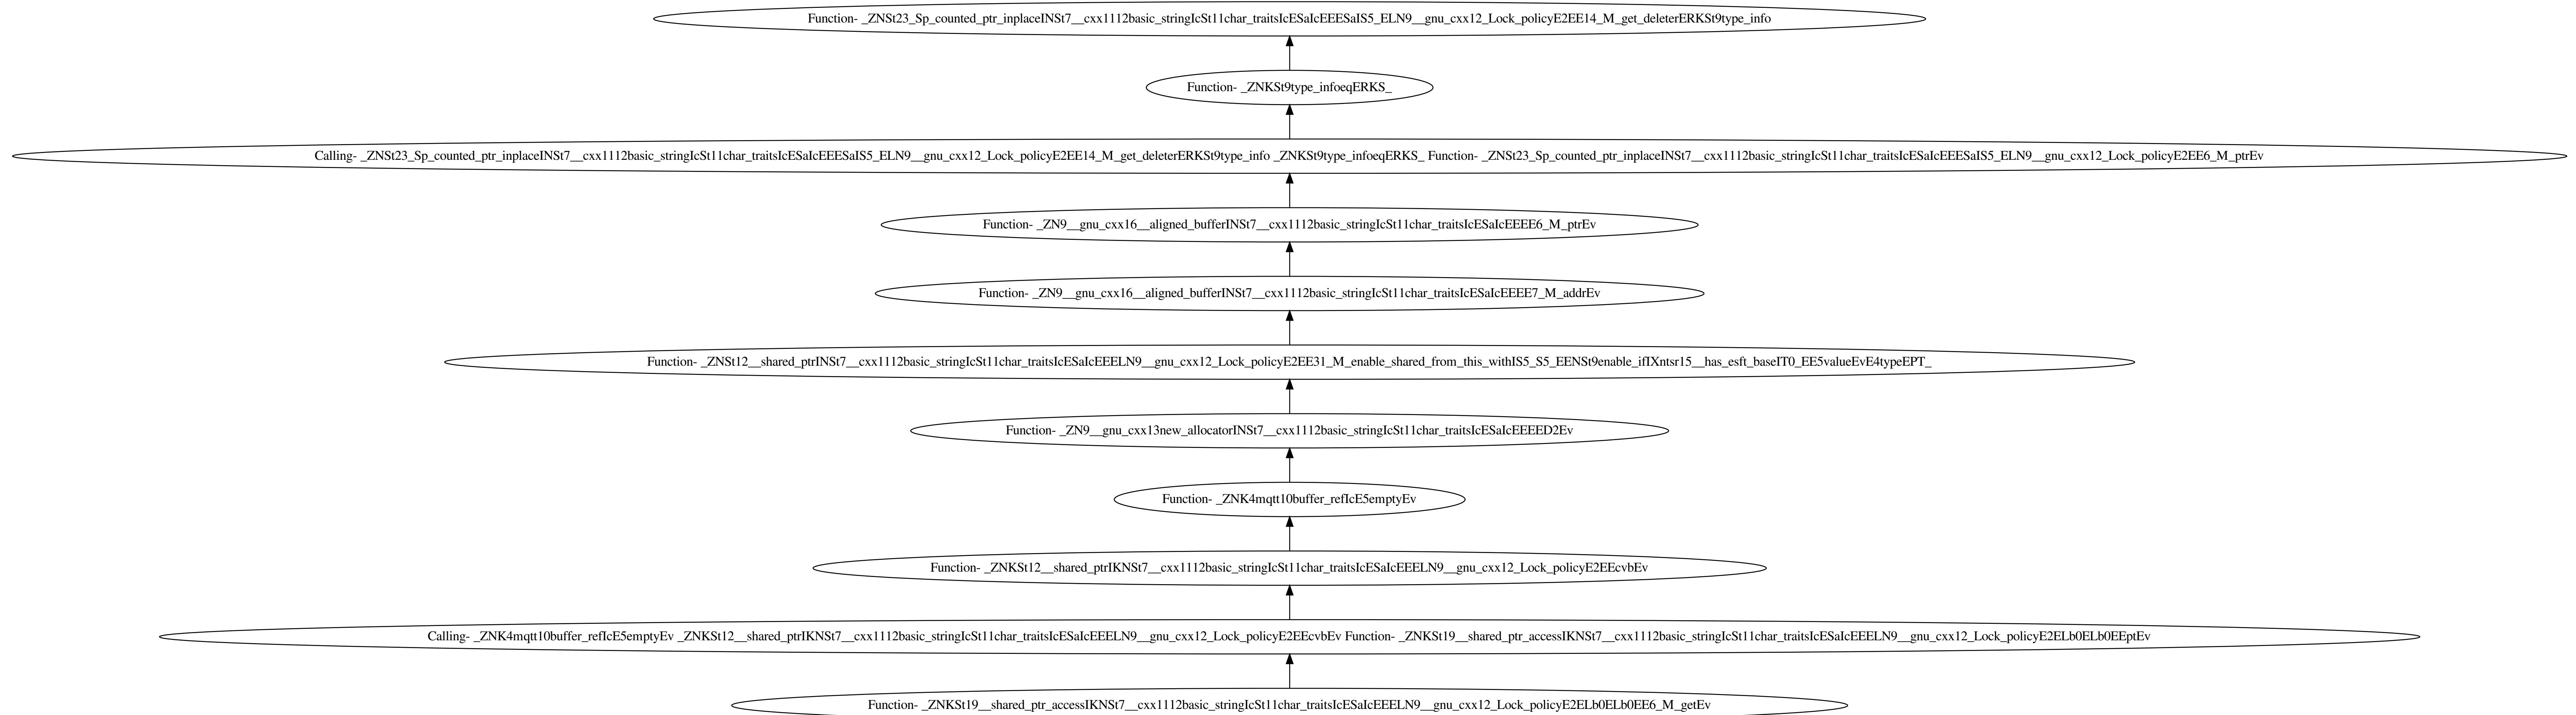 Function- _ZNSt23_Sp_counted_ptr_inplaceINSt7__cxx1112basic_stringIcSt11char_traitsIcESaIcEEESaIS5_ELN9__gnu_cxx12_Lock_policyE2EE14_M_get_deleterERKSt9type_info
Function- _ZNKSt9type_infoeqERKS_
Calling- _ZNSt23_Sp_counted_ptr_inplaceINSt7__cxx1112basic_stringIcSt11char_traitsIcESaIcEEESaIS5_ELN9__gnu_cxx12_Lock_policyE2EE14_M_get_deleterERKSt9type_info _ZNKSt9type_infoeqERKS_ Function- _ZNSt23_Sp_counted_ptr_inplaceINSt7__cxx1112basic_stringIcSt11char_traitsIcESaIcEEESaIS5_ELN9__gnu_cxx12_Lock_policyE2EE6_M_ptrEv
Function- _ZN9__gnu_cxx16__aligned_bufferINSt7__cxx1112basic_stringIcSt11char_traitsIcESaIcEEEE6_M_ptrEv
Function- _ZN9__gnu_cxx16__aligned_bufferINSt7__cxx1112basic_stringIcSt11char_traitsIcESaIcEEEE7_M_addrEv
Function- _ZNSt12__shared_ptrINSt7__cxx1112basic_stringIcSt11char_traitsIcESaIcEEELN9__gnu_cxx12_Lock_policyE2EE31_M_enable_shared_from_this_withIS5_S5_EENSt9enable_ifIXntsr15__has_esft_baseIT0_EE5valueEvE4typeEPT_
Function- _ZN9__gnu_cxx13new_allocatorINSt7__cxx1112basic_stringIcSt11char_traitsIcESaIcEEEED2Ev
Function- _ZNK4mqtt10buffer_refIcE5emptyEv
Function- _ZNKSt12__shared_ptrIKNSt7__cxx1112basic_stringIcSt11char_traitsIcESaIcEEELN9__gnu_cxx12_Lock_policyE2EEcvbEv
Calling- _ZNK4mqtt10buffer_refIcE5emptyEv _ZNKSt12__shared_ptrIKNSt7__cxx1112basic_stringIcSt11char_traitsIcESaIcEEELN9__gnu_cxx12_Lock_policyE2EEcvbEv Function- _ZNKSt19__shared_ptr_accessIKNSt7__cxx1112basic_stringIcSt11char_traitsIcESaIcEEELN9__gnu_cxx12_Lock_policyE2ELb0ELb0EEptEv
Function- _ZNKSt19__shared_ptr_accessIKNSt7__cxx1112basic_stringIcSt11char_traitsIcESaIcEEELN9__gnu_cxx12_Lock_policyE2ELb0ELb0EE6_M_getEv